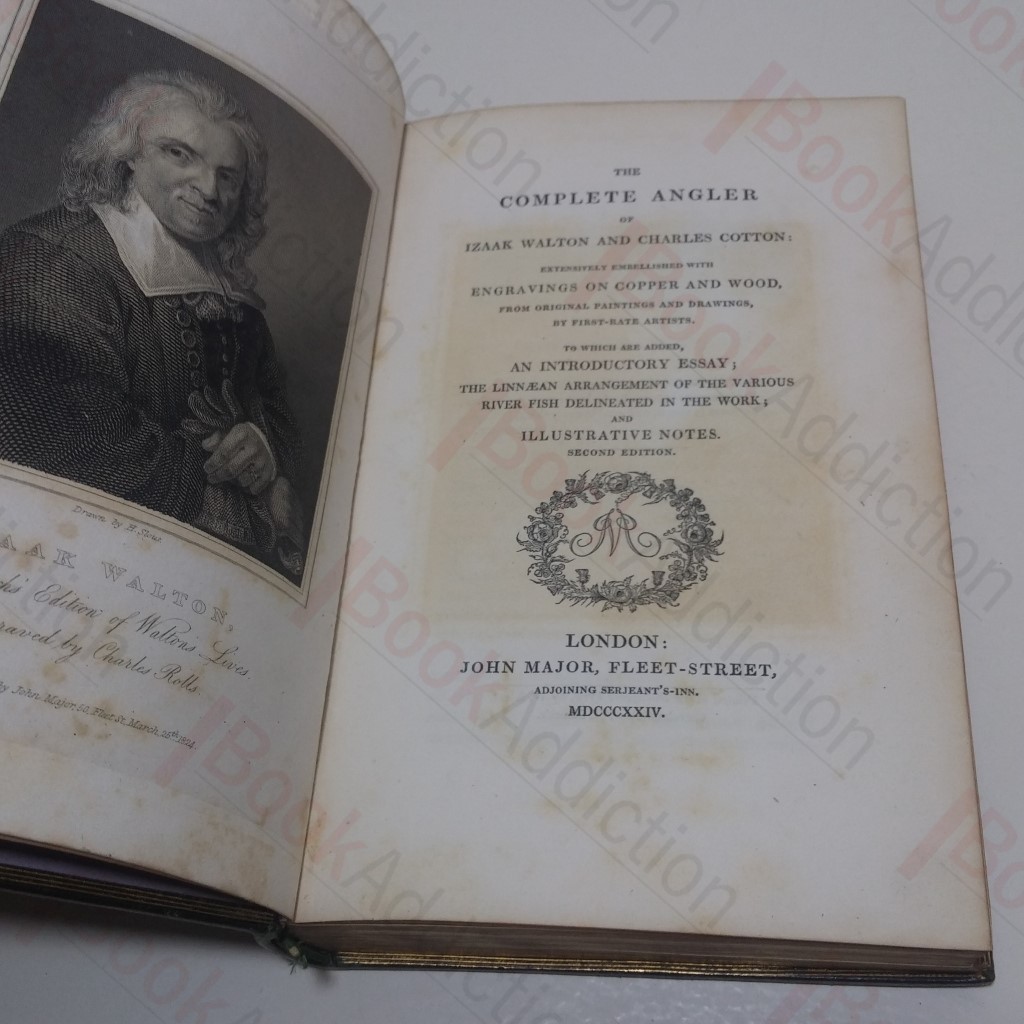 Drawn by H. Slous.
AAK WALTON,
Edition of Walton's Lives.
raved by Charles Rolls.
by John Major, 50, Fleet St. March, 25th 1824.
THE
COMPLETE ANGLER
OF
IZAAK WALTON AND CHARLES COTTON:
EXTENSIVELY EMBELLISHED WITH
ENGRAVINGS ON COPPER AND WOOD,
FROM ORIGINAL PAINTINGS AND DRAWINGS,
BY FIRST-RATE ARTISTS.
TO WHICH ARE ADDED,
AN INTRODUCTORY ESSAY;
THE LINNÆAN ARRANGEMENT OF THE VARIOUS
RIVER FISH DELINEATED IN THE WORK;
AND
ILLUSTRATIVE NOTES.
SECOND EDITION.
LONDON:
JOHN MAJOR, FLEET-STREET,
ADJOINING SERJEANT'S-INN.
MDCCCXXIV.
BookAddiction